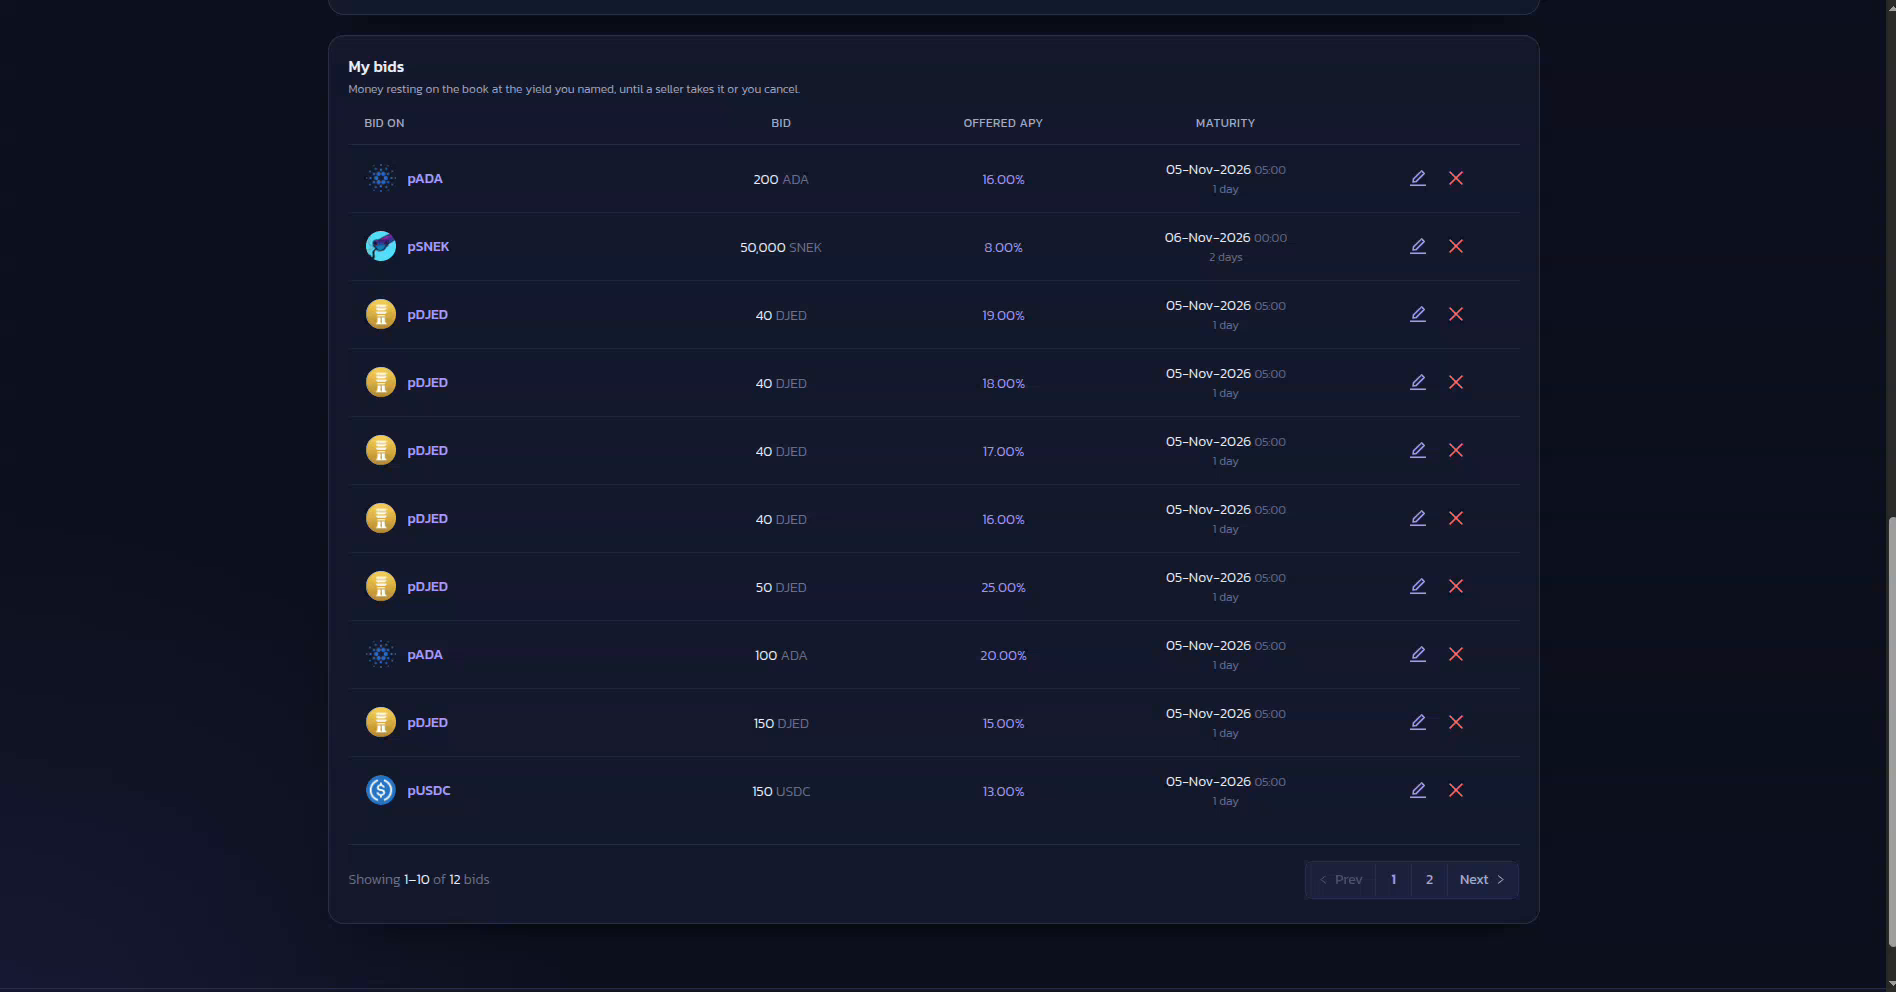 My bids
Money resting on the book at the yield you named, until a seller takes it or you cancel.
BID ON BID OFFERED APY MATURITY
pADA 200 ADA 16.00% 05-Nov-2026 05:00
1 day
pSNEK 50,000 SNEK 8.00% 06-Nov-2026 00:00
2 days
pDJED 40 DJED 19.00% 05-Nov-2026 05:00
1 day
pDJED 40 DJED 18.00% 05-Nov-2026 05:00
1 day
pDJED 40 DJED 17.00% 05-Nov-2026 05:00
1 day
pDJED 40 DJED 16.00% 05-Nov-2026 05:00
1 day
pDJED 50 DJED 25.00% 05-Nov-2026 05:00
1 day
pADA 100 ADA 20.00% 05-Nov-2026 05:00
1 day
pDJED 150 DJED 15.00% 05-Nov-2026 05:00
1 day
pUSDC 150 USDC 13.00% 05-Nov-2026 05:00
1 day
Showing 1–10 of 12 bids < Prev 1 2 Next >